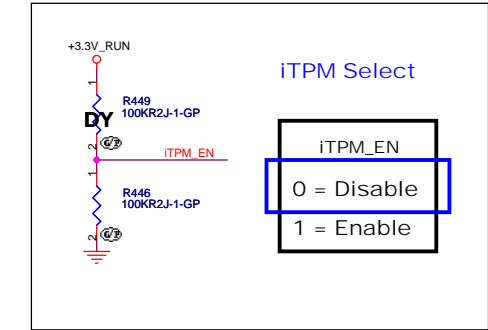 +3.3V_RUN
iTPM Select
1
R449
100KR2J-1-GP
DY
2
G/P
iTPM_EN
iTPM_EN
1
0 = Disable
R446
100KR2J-1-GP
1 = Enable
2
G/P